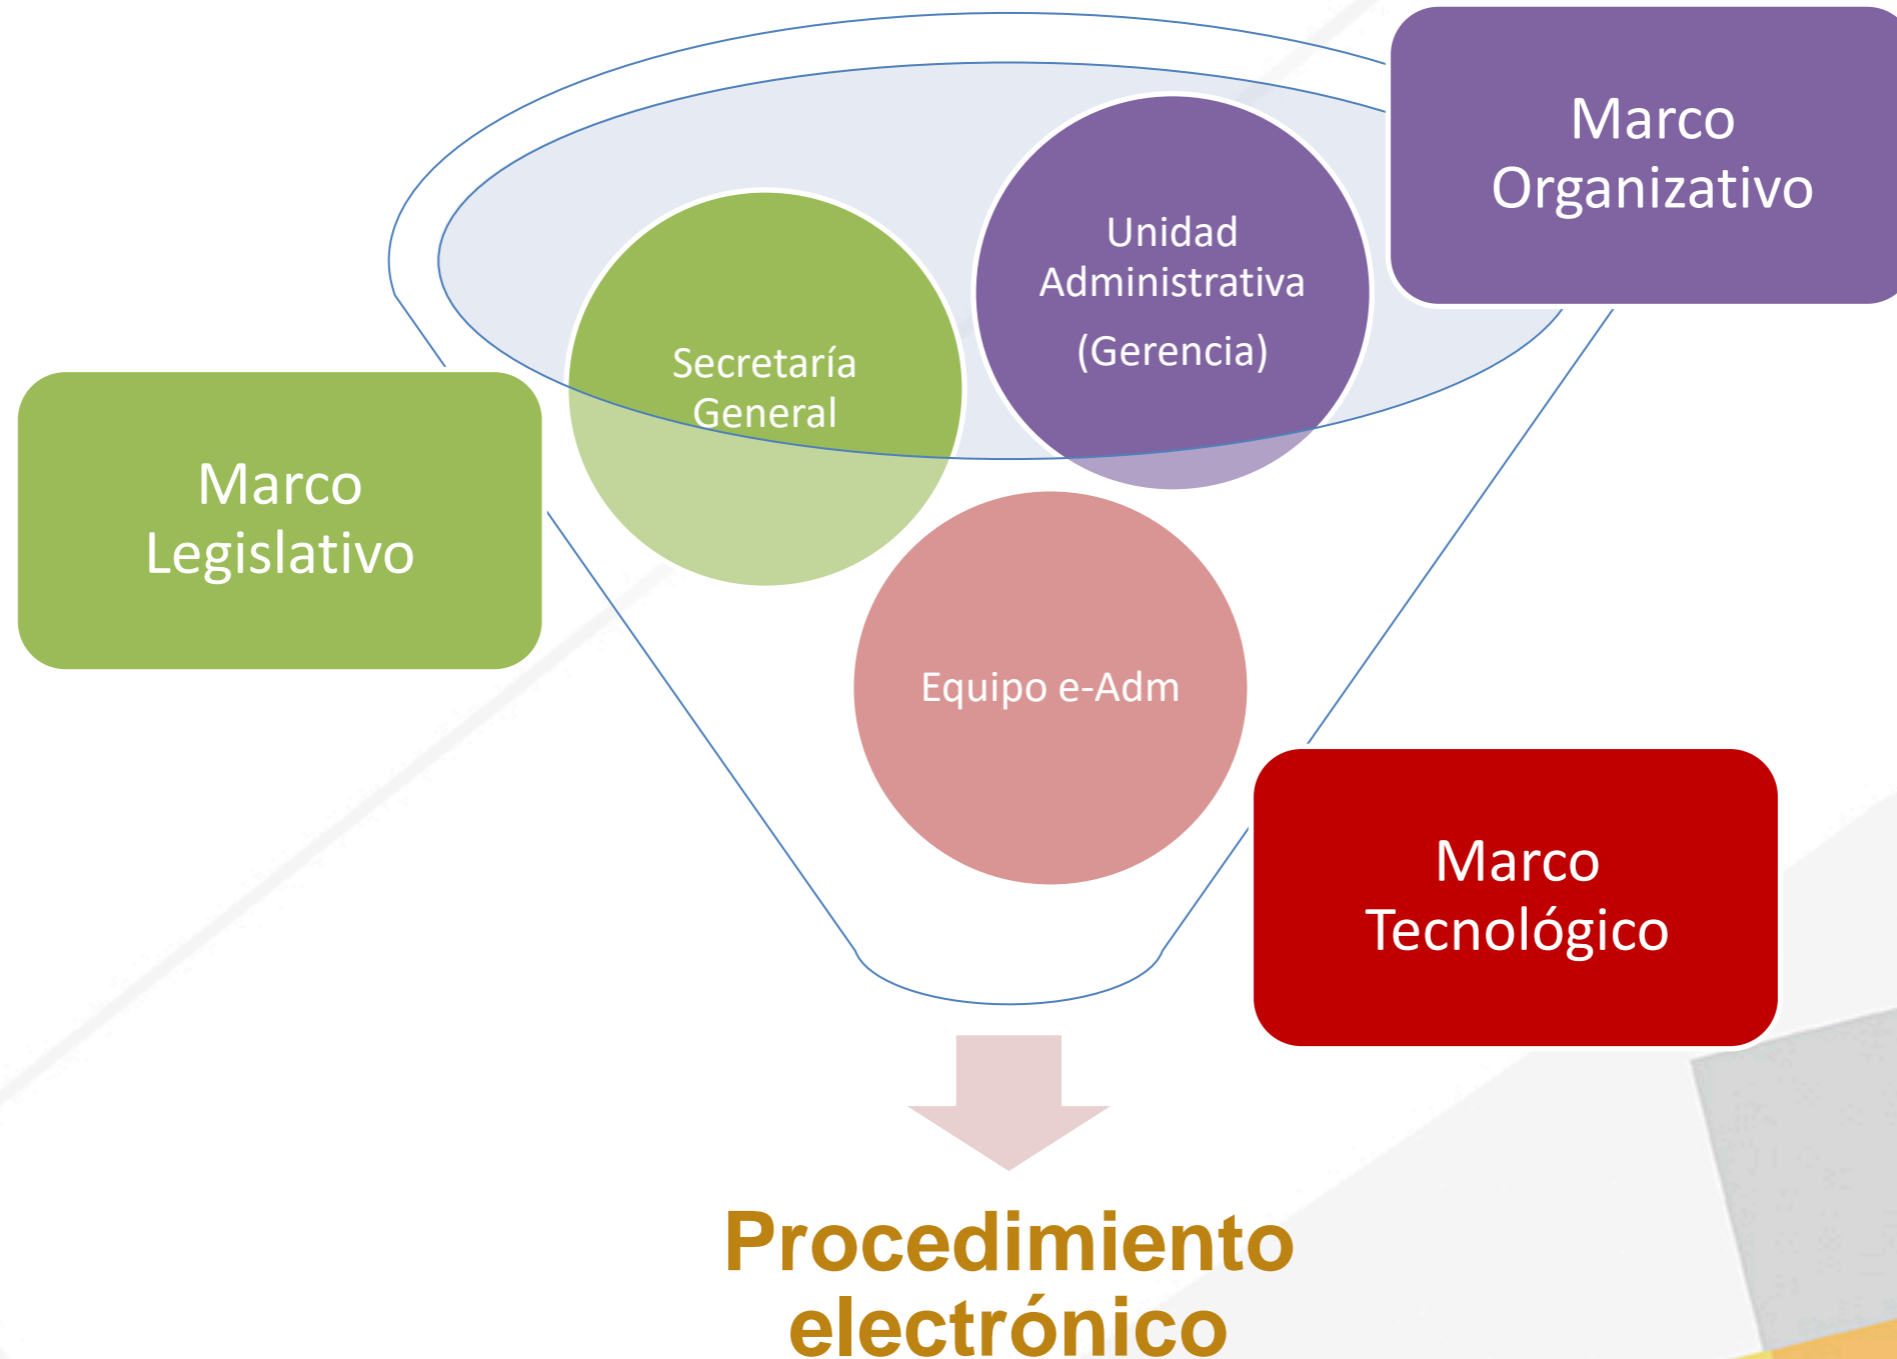 Marco
Organizativo
Unidad
Administrativa
(Gerencia)
Secretaría
General
Marco
Legislativo
Equipo e-Adm
Marco
Tecnológico
Procedimiento
electrónico